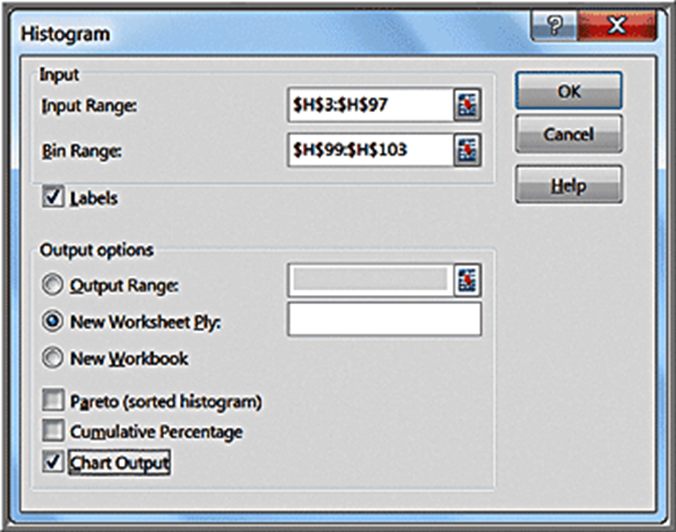 Histogram
Input
Input Range: $H$3:$H$97
OK
Bin Range: $H$99:$H$103
Cancel
Labels
Help
Output options
Output Range:
New Worksheet Ply:
New Workbook
Pareto (sorted histogram)
Cumulative Percentage
Chart Output